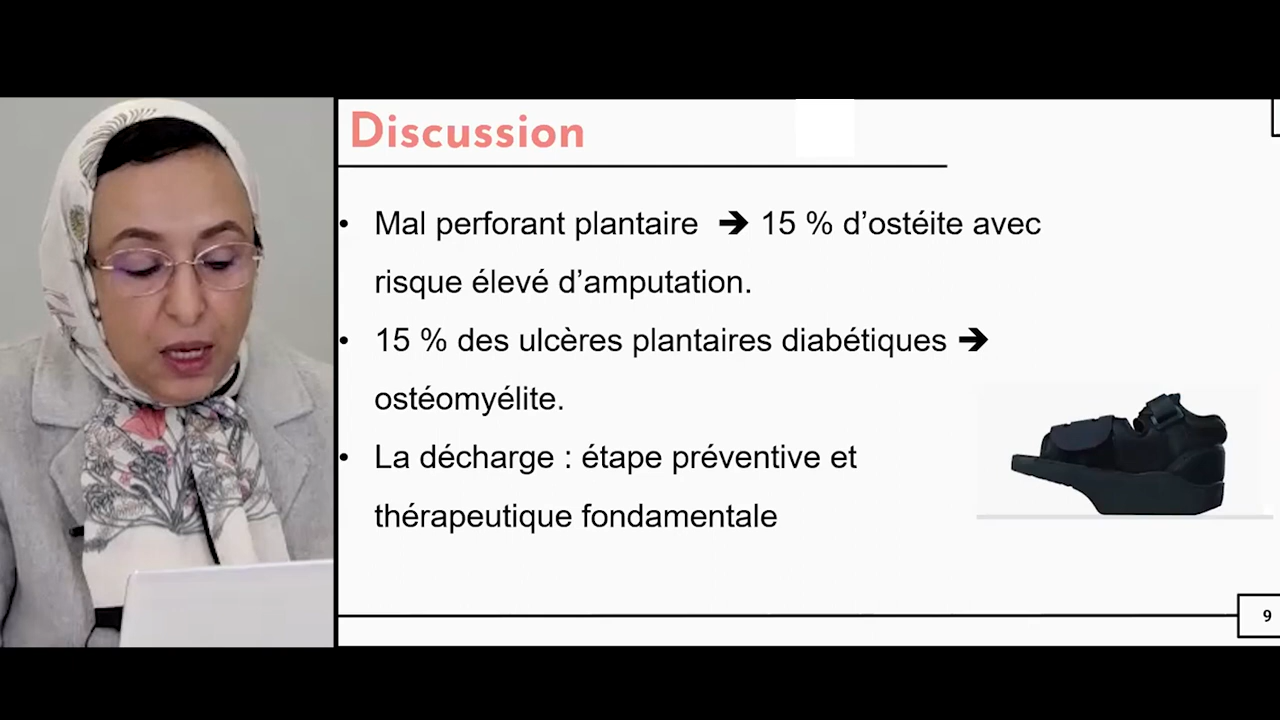 Discussion
• Mal perforant plantaire ➔ 15 % d’ostéite avec
risque élevé d’amputation.
• 15 % des ulcères plantaires diabétiques ➔
ostéomyélite.
• La décharge : étape préventive et
thérapeutique fondamentale
9